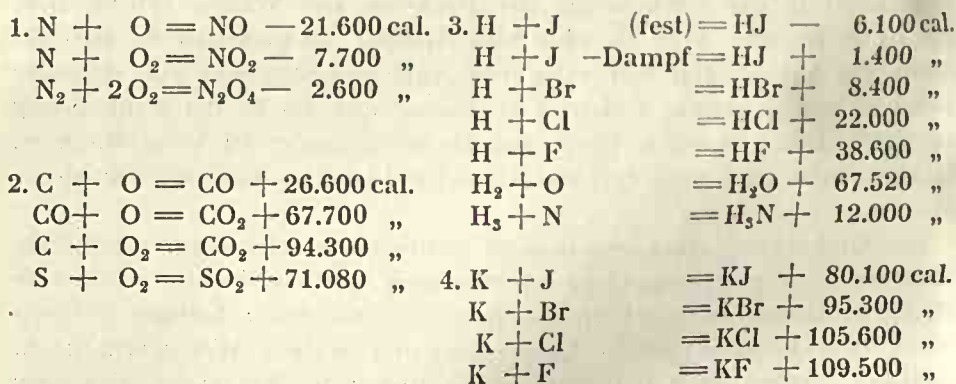 1. N + O = NO — 21.600 cal.
N + O₂ = NO₂ — 7.700 „
N₂ + 2 O₂ = N₂O₄ — 2.600 „
2. C + O = CO + 26.600 cal.
CO + O = CO₂ + 67.700 „
C + O₂ = CO₂ + 94.300 „
S + O₂ = SO₂ + 71.080 „
3. H + J (fest) = HJ — 6.100 cal.
H + J -Dampf = HJ + 1.400 „
H + Br = HBr + 8.400 „
H + Cl = HCl + 22.000 „
H + F = HF + 38.600 „
H₂ + O = H₂O + 67.520 „
H₃ + N = H₃N + 12.000 „
4. K + J = KJ + 80.100 cal.
K + Br = KBr + 95.300 „
K + Cl = KCl + 105.600 „
K + F = KF + 109.500 „